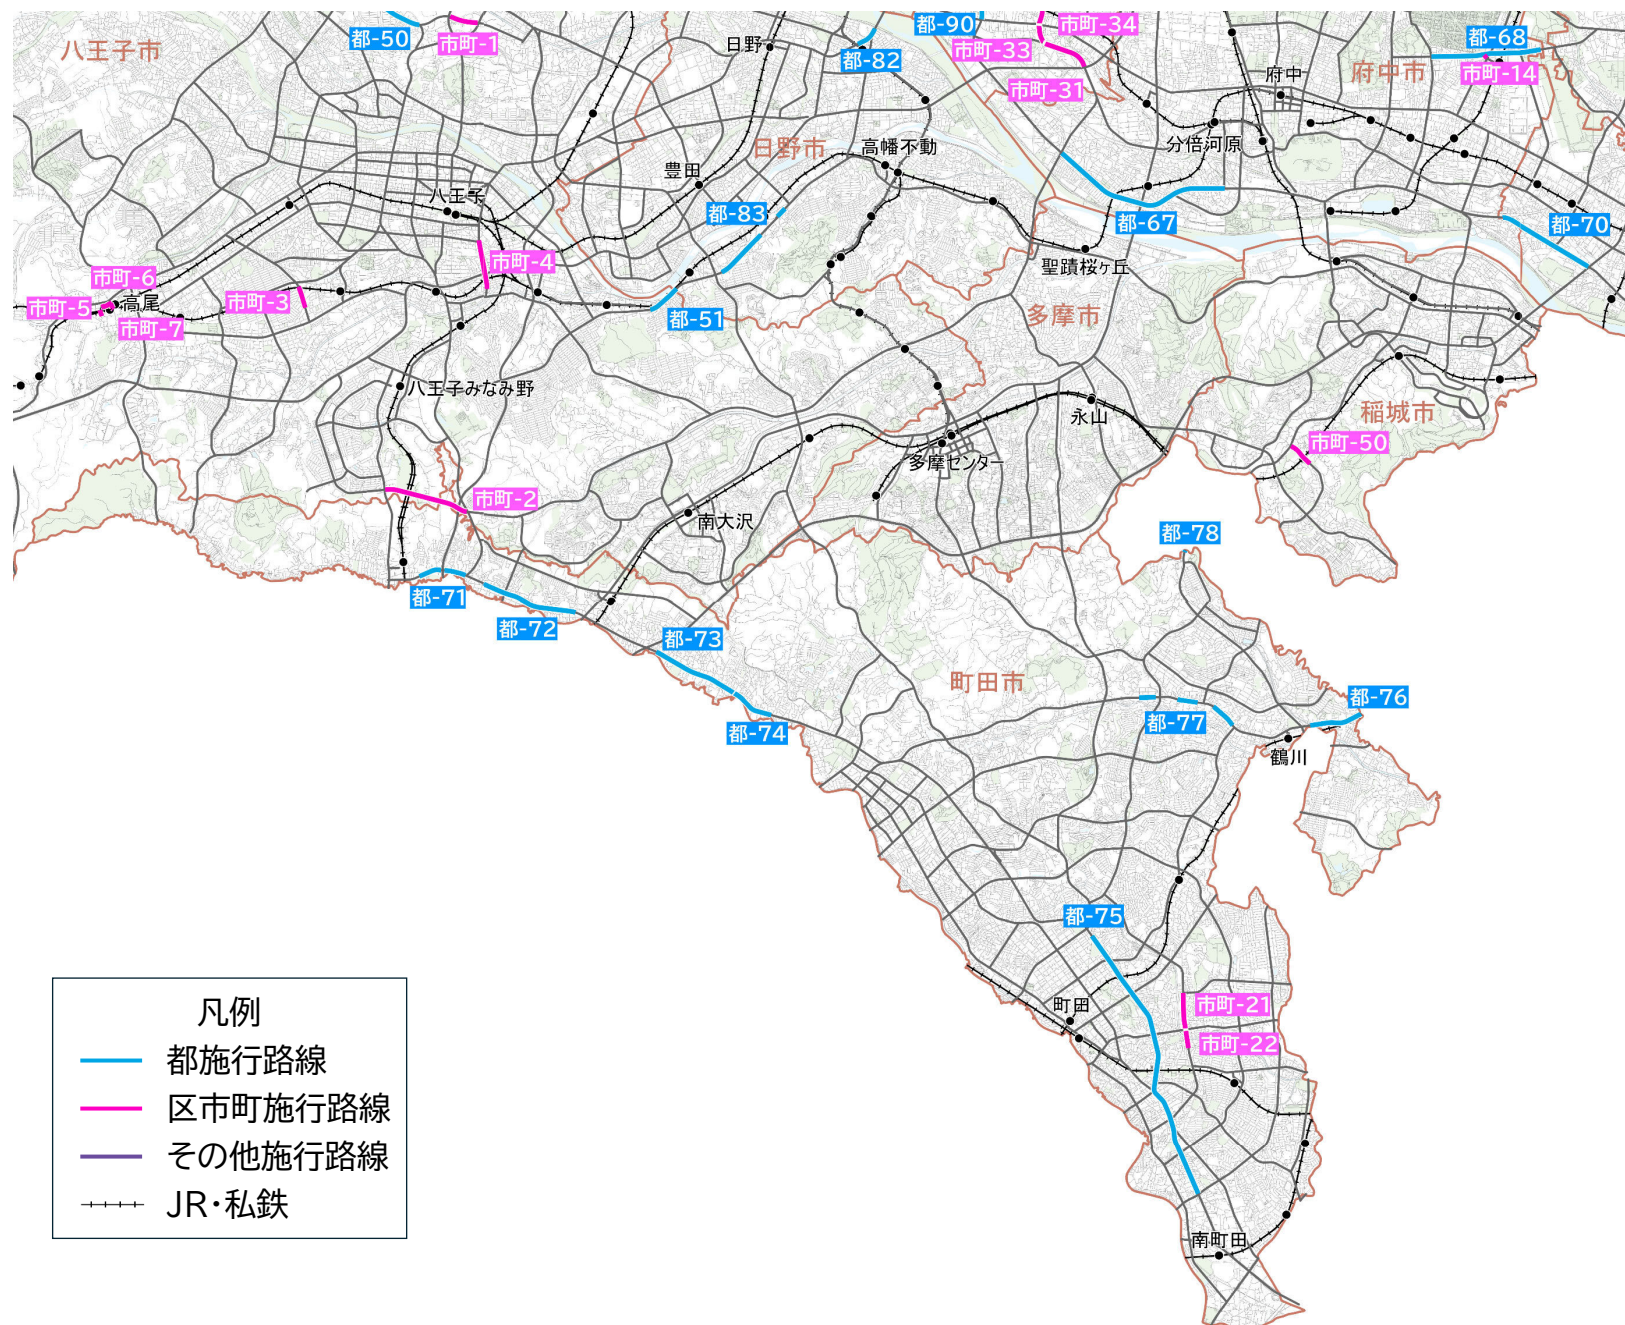 都-50
市町-1
八王子市
日野
都-82
都-90
市町-33
市町-34
市町-31
都-68
市町-14
府中市
府中
分倍河原
日野市
高幡不動
豊田
八王子
都-83
都-67
都-70
市町-4
聖蹟桜ヶ丘
市町-6
市町-5
高尾
市町-7
市町-3
都-51
多摩市
八王子みなみ野
永山
稲城市
市町-50
多摩センター
市町-2
南大沢
都-78
都-71
都-72
都-73
都-74
町田市
都-77
都-76
鶴川
都-75
町田
市町-21
市町-22
南町田
凡例
都施行路線
区市町施行路線
その他施行路線
JR・私鉄